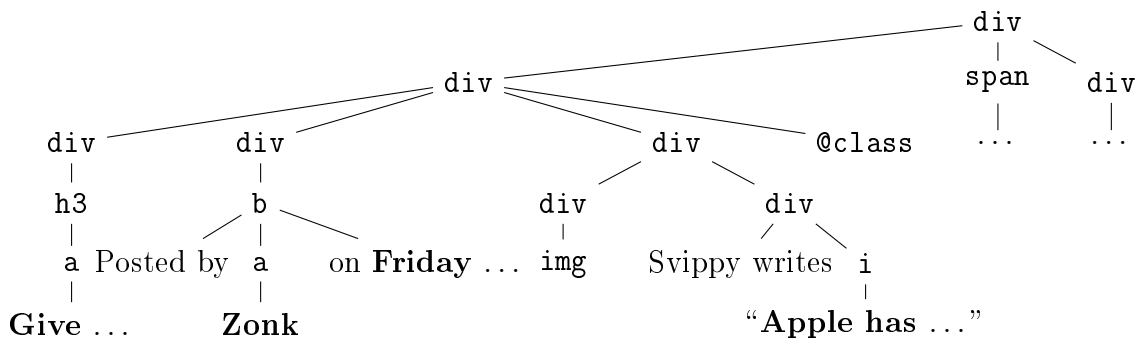 div
div span div
div div div @class … …
h3 b div div
a Posted by a on Friday … img Svippy writes i
Give … Zonk “Apple has …”